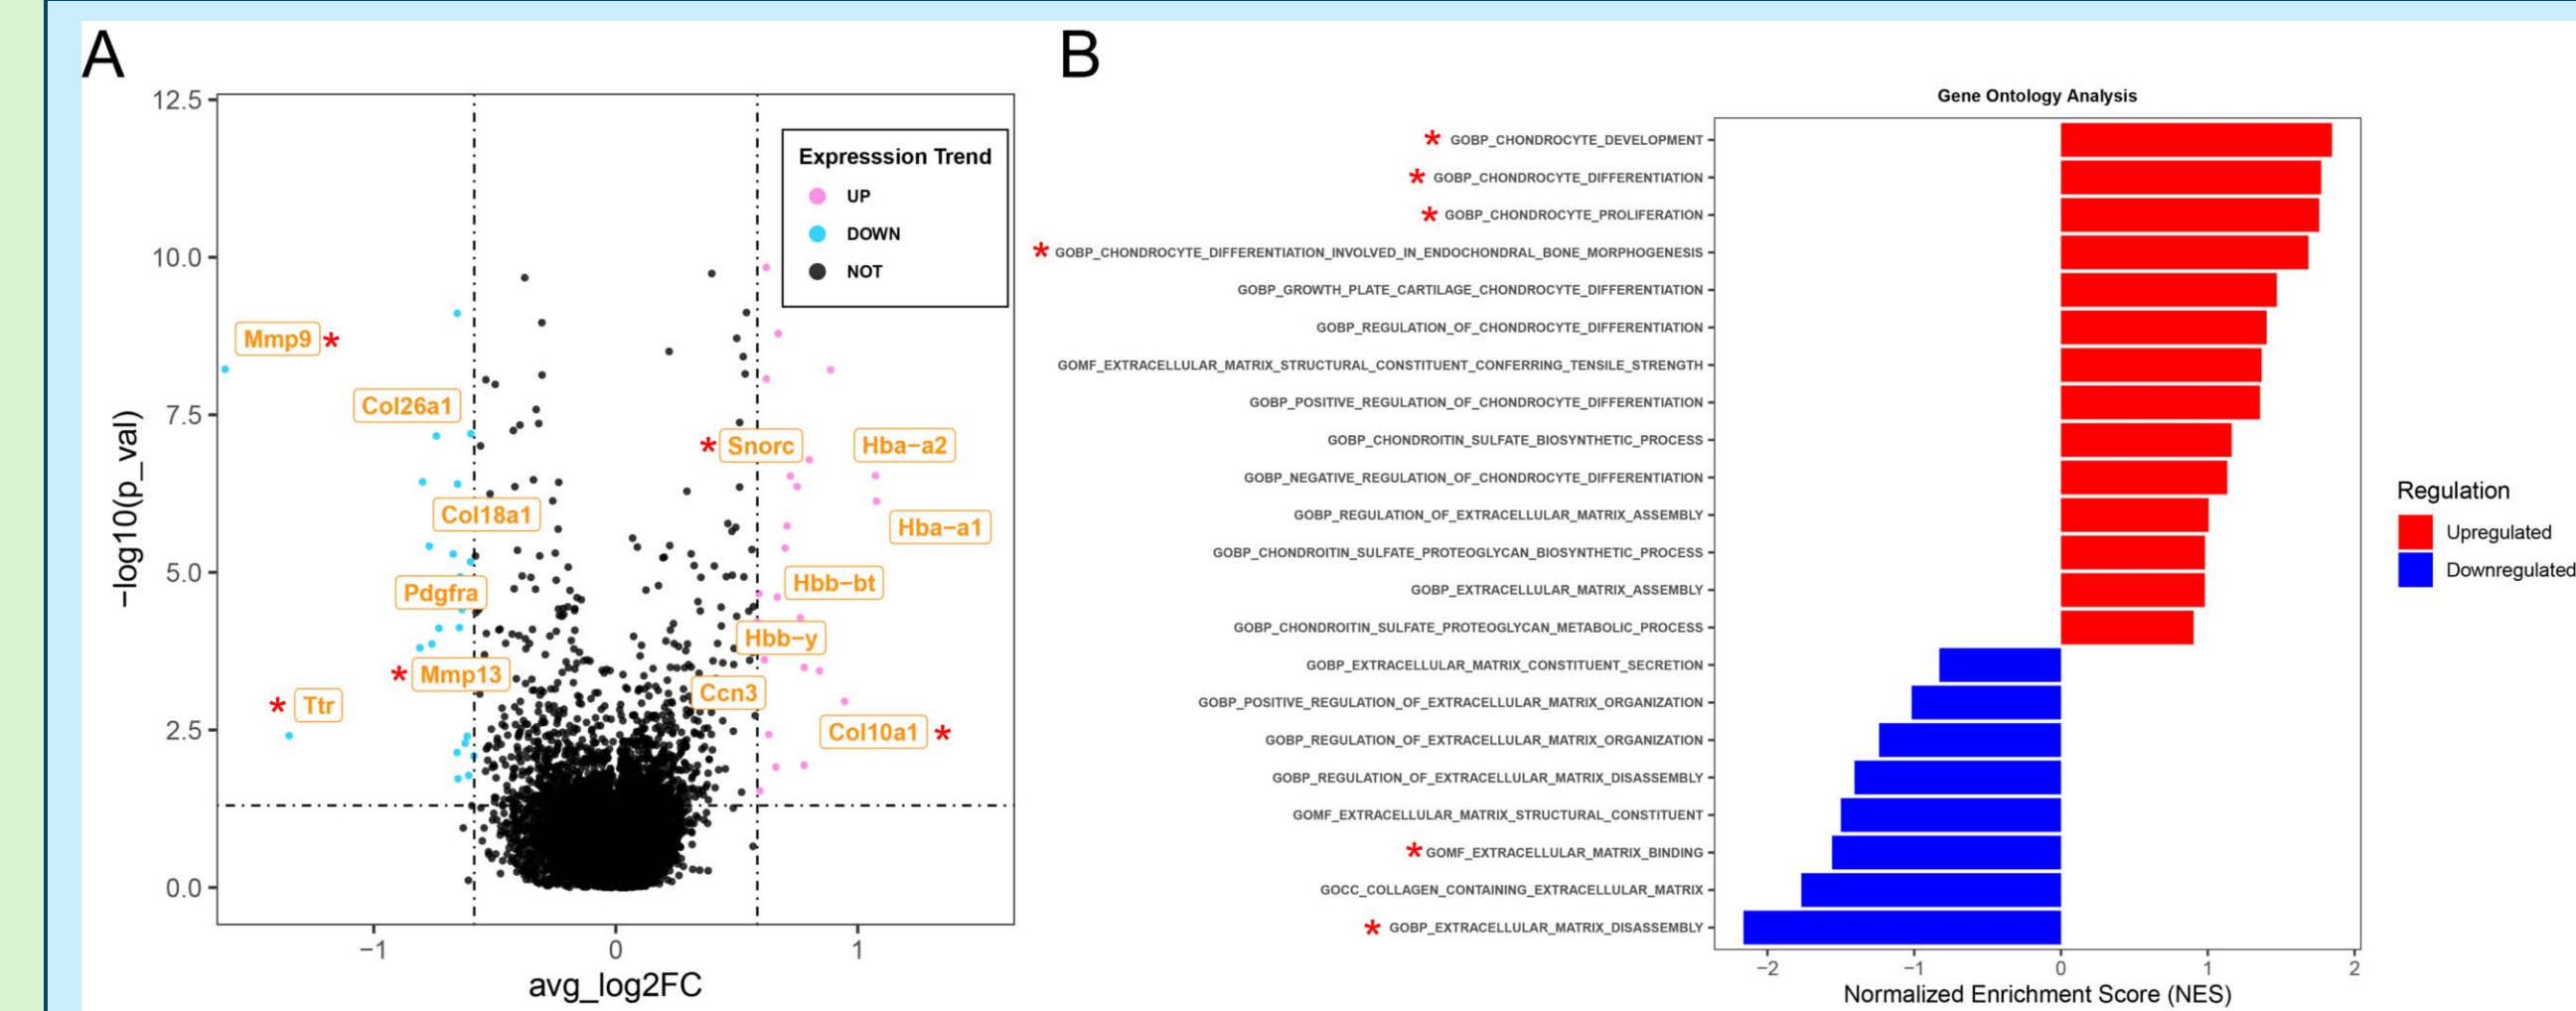 A
12.5
10.0
7.5
5.0
2.5
0.0
−log10(p_val)
−1
0
1
avg_log2FC
Expresssion Trend
UP
DOWN
NOT
Mmp9 *
Col26a1
* Snorc
Hba−a2
Col18a1
Hba−a1
Pdgfra
Hbb−bt
Hbb−y
* Mmp13
Ccn3
* Ttr
Col10a1 *
B
Gene Ontology Analysis
* GOBP_CHONDROCYTE_DEVELOPMENT
* GOBP_CHONDROCYTE_DIFFERENTIATION
* GOBP_CHONDROCYTE_PROLIFERATION
* GOBP_CHONDROCYTE_DIFFERENTIATION_INVOLVED_IN_ENDOCHONDRAL_BONE_MORPHOGENESIS
GOBP_GROWTH_PLATE_CARTILAGE_CHONDROCYTE_DIFFERENTIATION
GOBP_REGULATION_OF_CHONDROCYTE_DIFFERENTIATION
GOMF_EXTRACELLULAR_MATRIX_STRUCTURAL_CONSTITUENT_CONFERRING_TENSILE_STRENGTH
GOBP_POSITIVE_REGULATION_OF_CHONDROCYTE_DIFFERENTIATION
GOBP_CHONDROITIN_SULFATE_BIOSYNTHETIC_PROCESS
GOBP_NEGATIVE_REGULATION_OF_CHONDROCYTE_DIFFERENTIATION
GOBP_REGULATION_OF_EXTRACELLULAR_MATRIX_ASSEMBLY
GOBP_CHONDROITIN_SULFATE_PROTEOGLYCAN_BIOSYNTHETIC_PROCESS
GOBP_EXTRACELLULAR_MATRIX_ASSEMBLY
GOBP_CHONDROITIN_SULFATE_PROTEOGLYCAN_METABOLIC_PROCESS
GOBP_EXTRACELLULAR_MATRIX_CONSTITUENT_SECRETION
GOBP_POSITIVE_REGULATION_OF_EXTRACELLULAR_MATRIX_ORGANIZATION
GOBP_REGULATION_OF_EXTRACELLULAR_MATRIX_ORGANIZATION
GOBP_REGULATION_OF_EXTRACELLULAR_MATRIX_DISASSEMBLY
GOMF_EXTRACELLULAR_MATRIX_STRUCTURAL_CONSTITUENT
* GOMF_EXTRACELLULAR_MATRIX_BINDING
GOCC_COLLAGEN_CONTAINING_EXTRACELLULAR_MATRIX
* GOBP_EXTRACELLULAR_MATRIX_DISASSEMBLY
−2
−1
0
1
2
Normalized Enrichment Score (NES)
Regulation
Upregulated
Downregulated